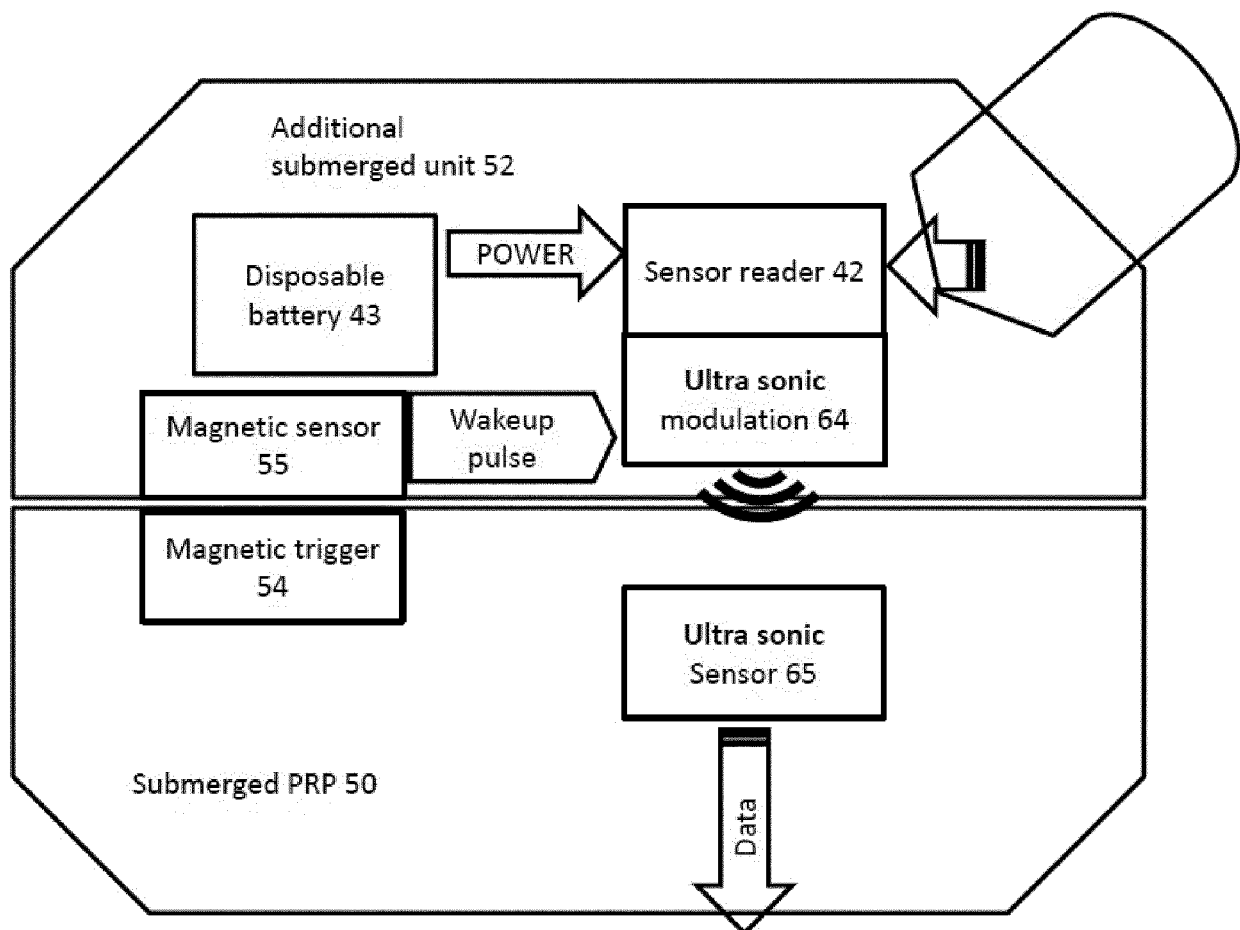 Additional
submerged unit 52
POWER
Sensor reader 42
Disposable
battery 43
Ultra sonic
modulation 64
Magnetic sensor
55
Wakeup
pulse
Magnetic trigger
54
Ultra sonic
Sensor 65
Submerged PRP 50
Data